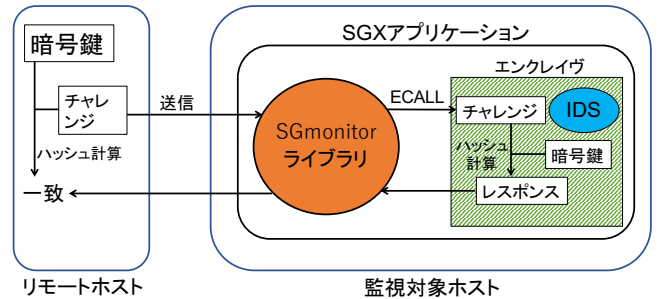 暗号鍵
チャレ
ンジ
ハッシュ計算
一致
リモートホスト
送信
SGXアプリケーション
SGmonitor
ライブラリ
ECALL
エンクレイヴ
チャレンジ
IDS
ハッシュ
計算
暗号鍵
レスポンス
監視対象ホスト